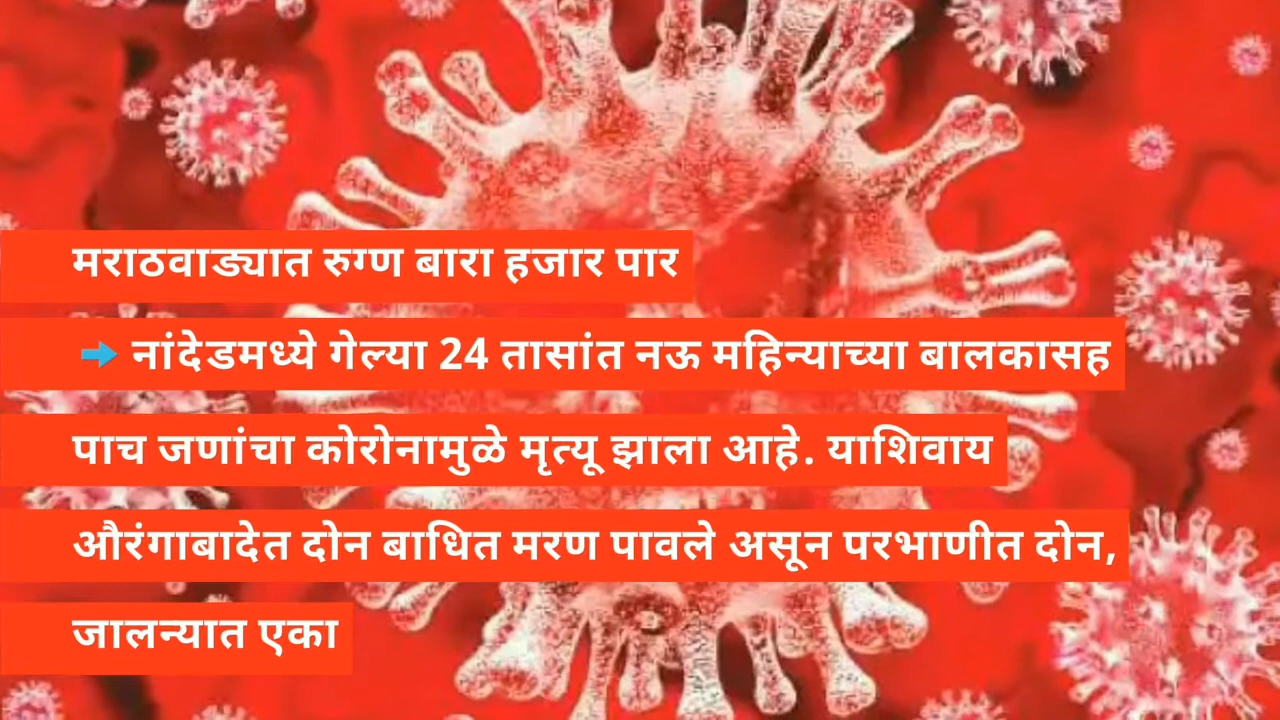 मराठवाड्यात रुग्ण बारा हजार पार
➡ नांदेडमध्ये गेल्या 24 तासांत नऊ महिन्याच्या बालकासह
पाच जणांचा कोरोनामुळे मृत्यू झाला आहे. याशिवाय
औरंगाबादेत दोन बाधित मरण पावले असून परभाणीत दोन,
जालन्यात एका